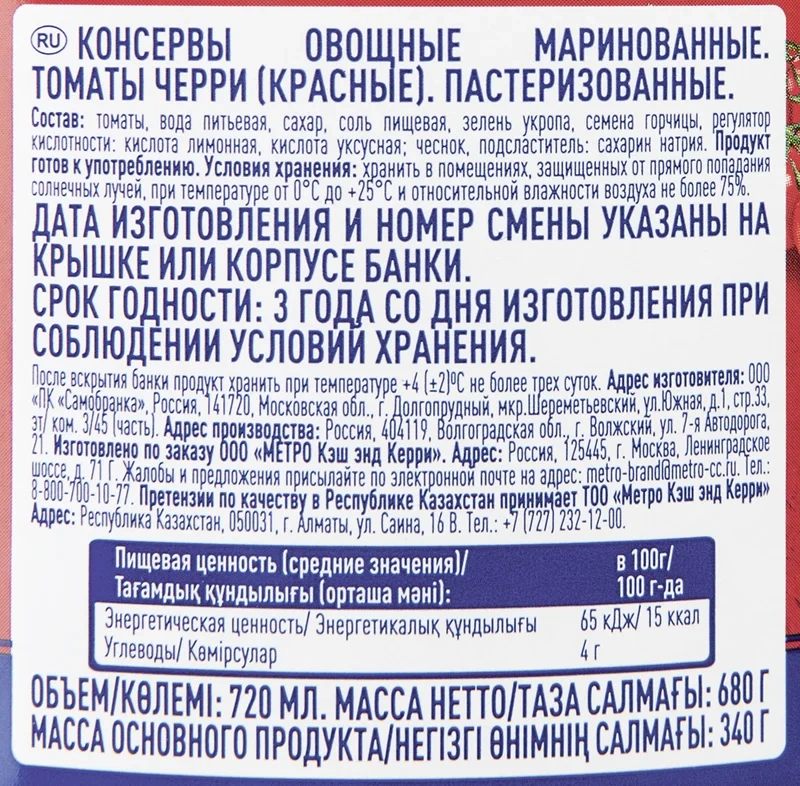 RU КОНСЕРВЫ ОВОЩНЫЕ МАРИНОВАННЫЕ.
ТОМАТЫ ЧЕРРИ (КРАСНЫЕ). ПАСТЕРИЗОВАННЫЕ.
Состав: томаты, вода питьевая, сахар, соль пищевая, зелень укропа, семена горчицы, регулятор
кислотности: кислота лимонная, кислота уксусная; чеснок, подсластитель: сахарин натрия. Продукт
готов к употреблению. Условия хранения: хранить в помещениях, защищенных от прямого попадания
солнечных лучей, при температуре от 0°С до +25°С и относительной влажности воздуха не более 75%.
ДАТА ИЗГОТОВЛЕНИЯ И НОМЕР СМЕНЫ УКАЗАНЫ НА
КРЫШКЕ ИЛИ КОРПУСЕ БАНКИ.
СРОК ГОДНОСТИ: 3 ГОДА СО ДНЯ ИЗГОТОВЛЕНИЯ ПРИ
СОБЛЮДЕНИИ УСЛОВИЙ ХРАНЕНИЯ.
После вскрытия банки продукт хранить при температуре +4 (±2)ºС не более трех суток. Адрес изготовителя: ООО
«ПК «Самобранка», Россия, 141720, Московская обл., г. Долгопрудный, мкр.Шереметьевский, ул.Южная, д.1, стр.33,
эт/ ком. 3/45 (часть). Адрес производства: Россия, 404119, Волгоградская обл., г. Волжский, ул. 7-я Автодорога,
21. Изготовлено по заказу ООО «МЕТРО Кэш энд Керри». Адрес: Россия, 125445, г. Москва, Ленинградское
шоссе, д. 71 Г. Жалобы и предложения присылайте по электронной почте на адрес: metro-brand@metro-cc.ru. Тел.:
8-800-700-10-77. Претензии по качеству в Республике Казахстан принимает ТОО «Метро Кэш энд Керри»
Адрес: Республика Казахстан, 050031, г. Алматы, ул. Саина, 16 В. Тел.: +7 (727) 232-12-00.
Пищевая ценность (средние значения)/ в 100г/
Тағамдық құндылығы (орташа мәні): 100 г-да
Энергетическая ценность/ Энергетикалық құндылығы 65 кДж/ 15 ккал
Углеводы/ Көмірсулар 4 г
ОБЪЕМ/КӨЛЕМІ: 720 МЛ. МАССА НЕТТО/ТАЗА САЛМАҒЫ: 680 Г
МАССА ОСНОВНОГО ПРОДУКТА/НЕГІЗГІ ӨНІМНІҢ САЛМАҒЫ: 340 Г